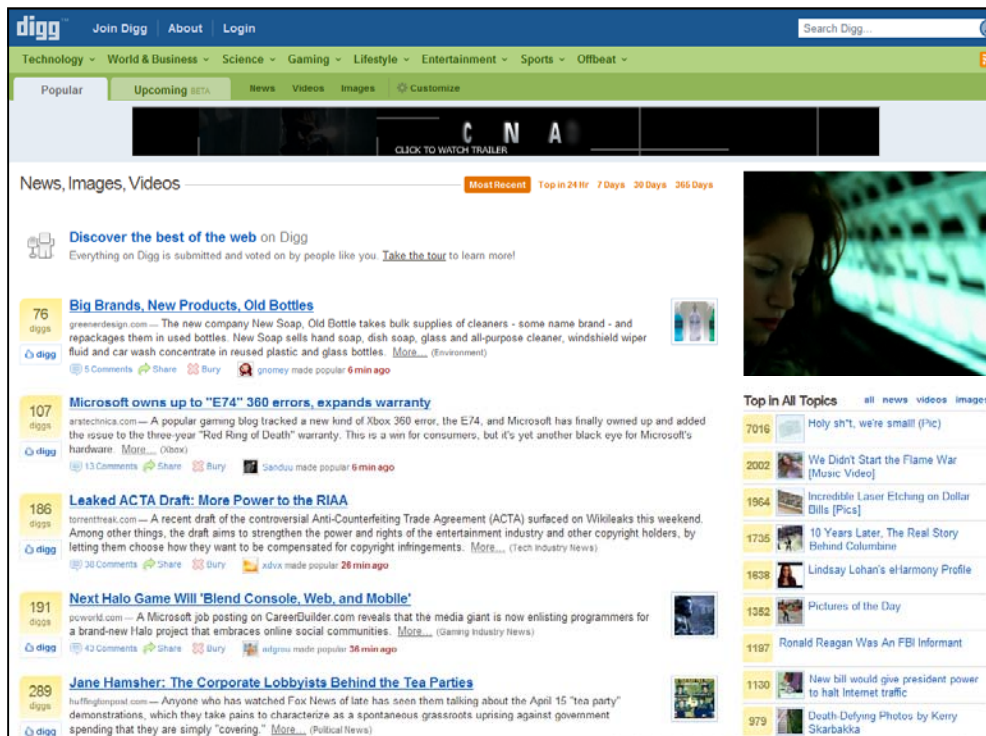 digg™ Join Digg About Login Search Digg...
Technology World & Business Science Gaming Lifestyle Entertainment Sports Offbeat
Popular Upcoming BETA News Videos Images Customize
C N A
CLICK TO WATCH TRAILER
News, Images, Videos Most Recent Top in 24 Hr 7 Days 30 Days 365 Days
Discover the best of the web on Digg
Everything on Digg is submitted and voted on by people like you. Take the tour to learn more!
76
diggs
digg
Big Brands, New Products, Old Bottles
greenerdesign.com — The new company New Soap, Old Bottle takes bulk supplies of cleaners - some name brand - and
repackages them in used bottles. New Soap sells hand soap, dish soap, glass and all-purpose cleaner, windshield wiper
fluid and car wash concentrate in reused plastic and glass bottles. More... (Environment)
5 Comments Share Bury gnomey made popular 6 min ago
107
diggs
digg
Microsoft owns up to "E74" 360 errors, expands warranty
arstechnica.com — A popular gaming blog tracked a new kind of Xbox 360 error, the E74, and Microsoft has finally owned up and added
the issue to the three-year "Red Ring of Death" warranty. This is a win for consumers, but it's yet another black eye for Microsoft's
hardware. More... (Xbox)
13 Comments Share Bury Sanduu made popular 6 min ago
186
diggs
digg
Leaked ACTA Draft: More Power to the RIAA
torrentfreak.com — A recent draft of the controversial Anti-Counterfeiting Trade Agreement (ACTA) surfaced on Wikileaks this weekend.
Among other things, the draft aims to strengthen the power and rights of the entertainment industry and other copyright holders, by
letting them choose how they want to be compensated for copyright infringements. More... (Tech Industry News)
38 Comments Share Bury xdvx made popular 26 min ago
191
diggs
digg
Next Halo Game Will 'Blend Console, Web, and Mobile'
pcworld.com — A Microsoft job posting on CareerBuilder.com reveals that the media giant is now enlisting programmers for
a brand-new Halo project that embraces online social communities. More... (Gaming Industry News)
43 Comments Share Bury made popular 36 min ago
289
diggs
digg
Jane Hamsher: The Corporate Lobbyists Behind the Tea Parties
huffingtonpost.com — Anyone who has watched Fox News of late has seen them talking about the April 15 "tea party"
demonstrations, which they take pains to characterize as a spontaneous grassroots uprising against government
spending that they are simply "covering." More... (Political News)
Top in All Topics all news videos images
7016 Holy sh*t, we're small! (Pic)
2002 We Didn't Start the Flame War
[Music Video]
1964 Incredible Laser Etching on Dollar
Bills [Pics]
1735 10 Years Later, The Real Story
Behind Columbine
1638 Lindsay Lohan's eHarmony Profile
1352 Pictures of the Day
1197 Ronald Reagan Was An FBI Informant
1130 New bill would give president power
to halt Internet traffic
979 Death-Defying Photos by Kerry
Skarbakka